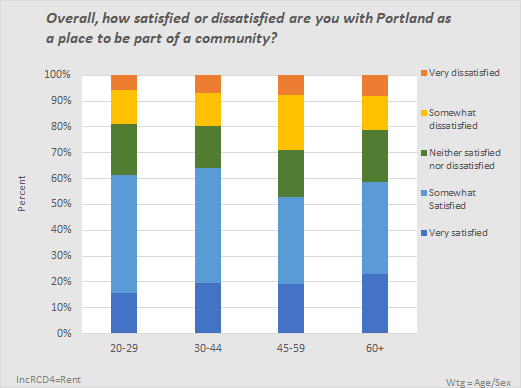 Overall, how satisfied or dissatisfied are you with Portland as
a place to be part of a community?
100%
90%
80%
70%
60%
50%
40%
30%
20%
10%
0%
Percent
20-29
30-44
45-59
60+
Very dissatisfied
Somewhat
dissatisfied
Neither satisfied
nor dissatisfied
Somewhat
Satisfied
Very satisfied
IncRCD4=Rent
Wtg = Age/Sex